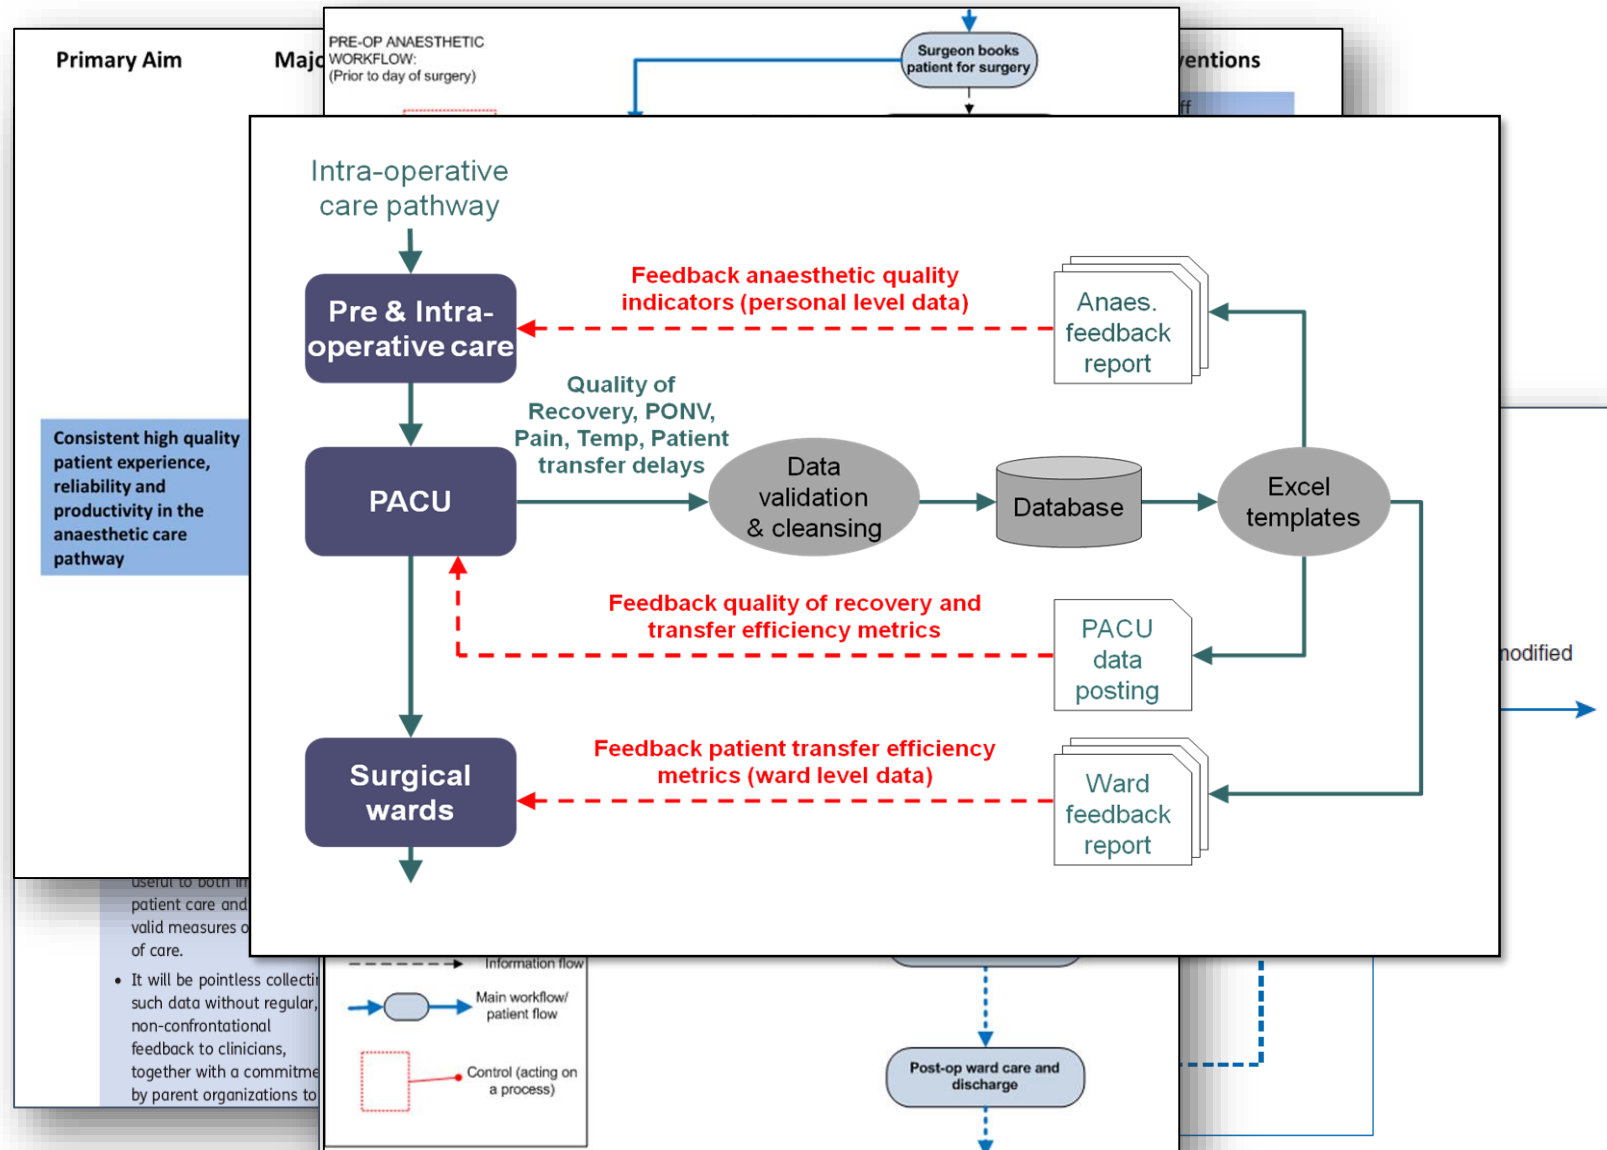 Primary Aim
PRE-OP ANAESTHETIC
WORKFLOW:
(Prior to day of surgery)
Surgeon books
patient for surgery
Intra-operative
care pathway
Pre & Intra-
operative care
Feedback anaesthetic quality
indicators (personal level data)
Anaes.
feedback
report
Quality of
Recovery, PONV,
Pain, Temp, Patient
transfer delays
PACU
Data
validation
& cleansing
Database
Excel
templates
Feedback quality of recovery and
transfer efficiency metrics
PACU
data
posting
Surgical
wards
Feedback patient transfer efficiency
metrics (ward level data)
Ward
feedback
report
Consistent high quality
patient experience,
reliability and
productivity in the
anaesthetic care
pathway
useful to both
patient care and
valid measures
of care.
• It will be pointless
such data without regular,
non-confrontational
feedback to clinicians,
together with a
by parent organizations to
Information flow
Main workflow/
patient flow
Control (acting on
a process)
Post-op ward care and
discharge